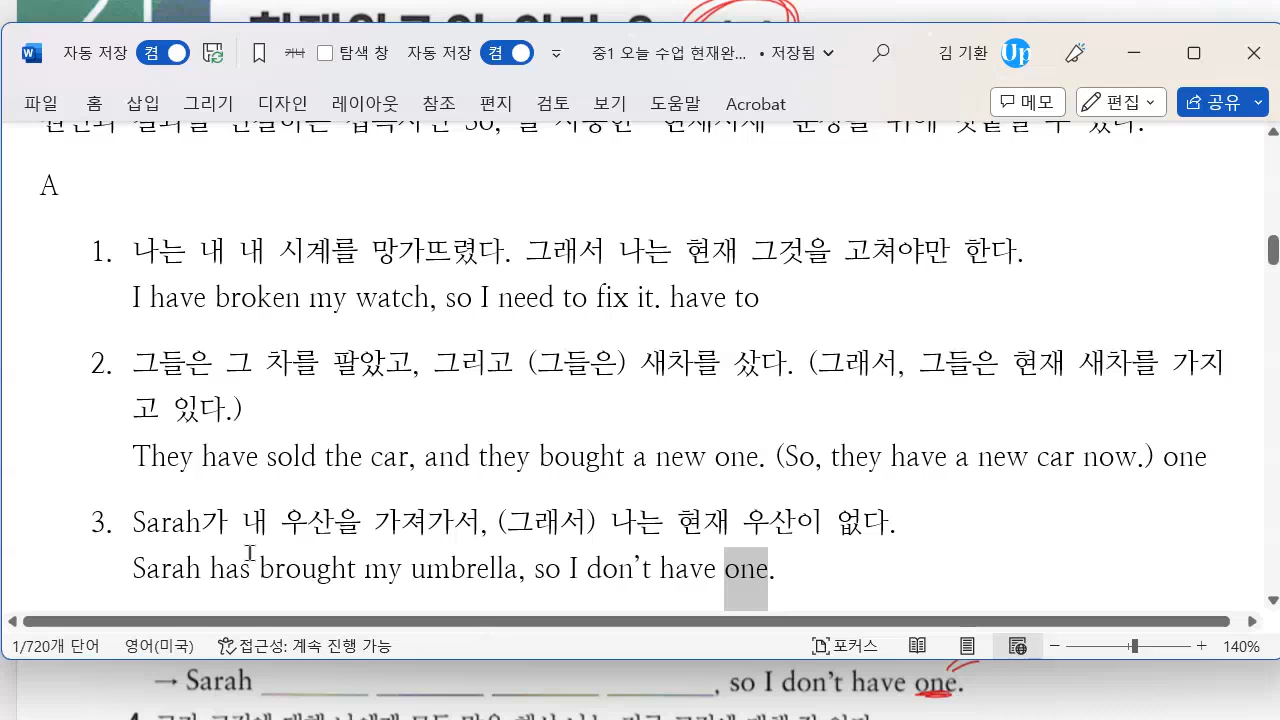 자동 저장 켬 가나 탐색 창 자동 저장 켬 중1 오늘 수업 현재완... • 저장됨 김 기환 Up
파일 홈 삽입 그리기 디자인 레이아웃 참조 편지 검토 보기 도움말 Acrobat 메모 편집 공유
A
1. 나는 내 내 시계를 망가뜨렸다. 그래서 나는 현재 그것을 고쳐야만 한다.
I have broken my watch, so I need to fix it. have to
2. 그들은 그 차를 팔았고, 그리고 (그들은) 새차를 샀다. (그래서, 그들은 현재 새차를 가지
고 있다.)
They have sold the car, and they bought a new one. (So, they have a new car now.) one
3. Sarah가 내 우산을 가져가서, (그래서) 나는 현재 우산이 없다.
Sarah has brought my umbrella, so I don't have one.
1/720개 단어 영어(미국) 접근성: 계속 진행 가능 포커스 140%
→ Sarah , so I don't have one.